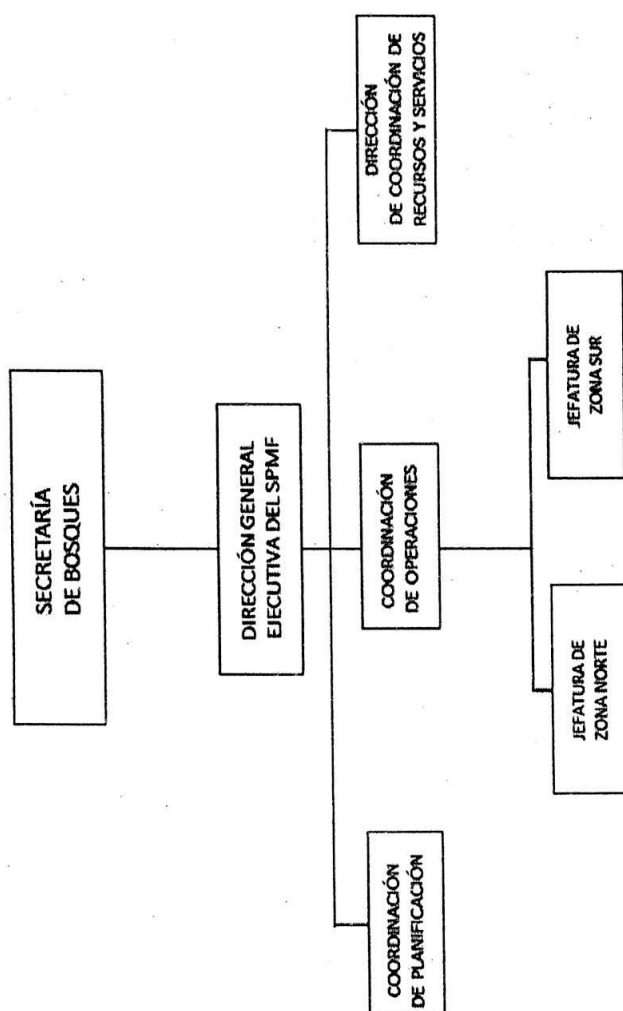 SECRETARÍA
DE BOSQUES
DIRECCIÓN GENERAL
EJECUTIVA DEL SPMF
COORDINACIÓN
DE PLANIFICACIÓN
COORDINACIÓN
DE OPERACIONES
DIRECCIÓN
DE COORDINACIÓN DE
RECURSOS Y SERVICIOS
JEFATURA DE
ZONA NORTE
JEFATURA DE
ZONA SUR